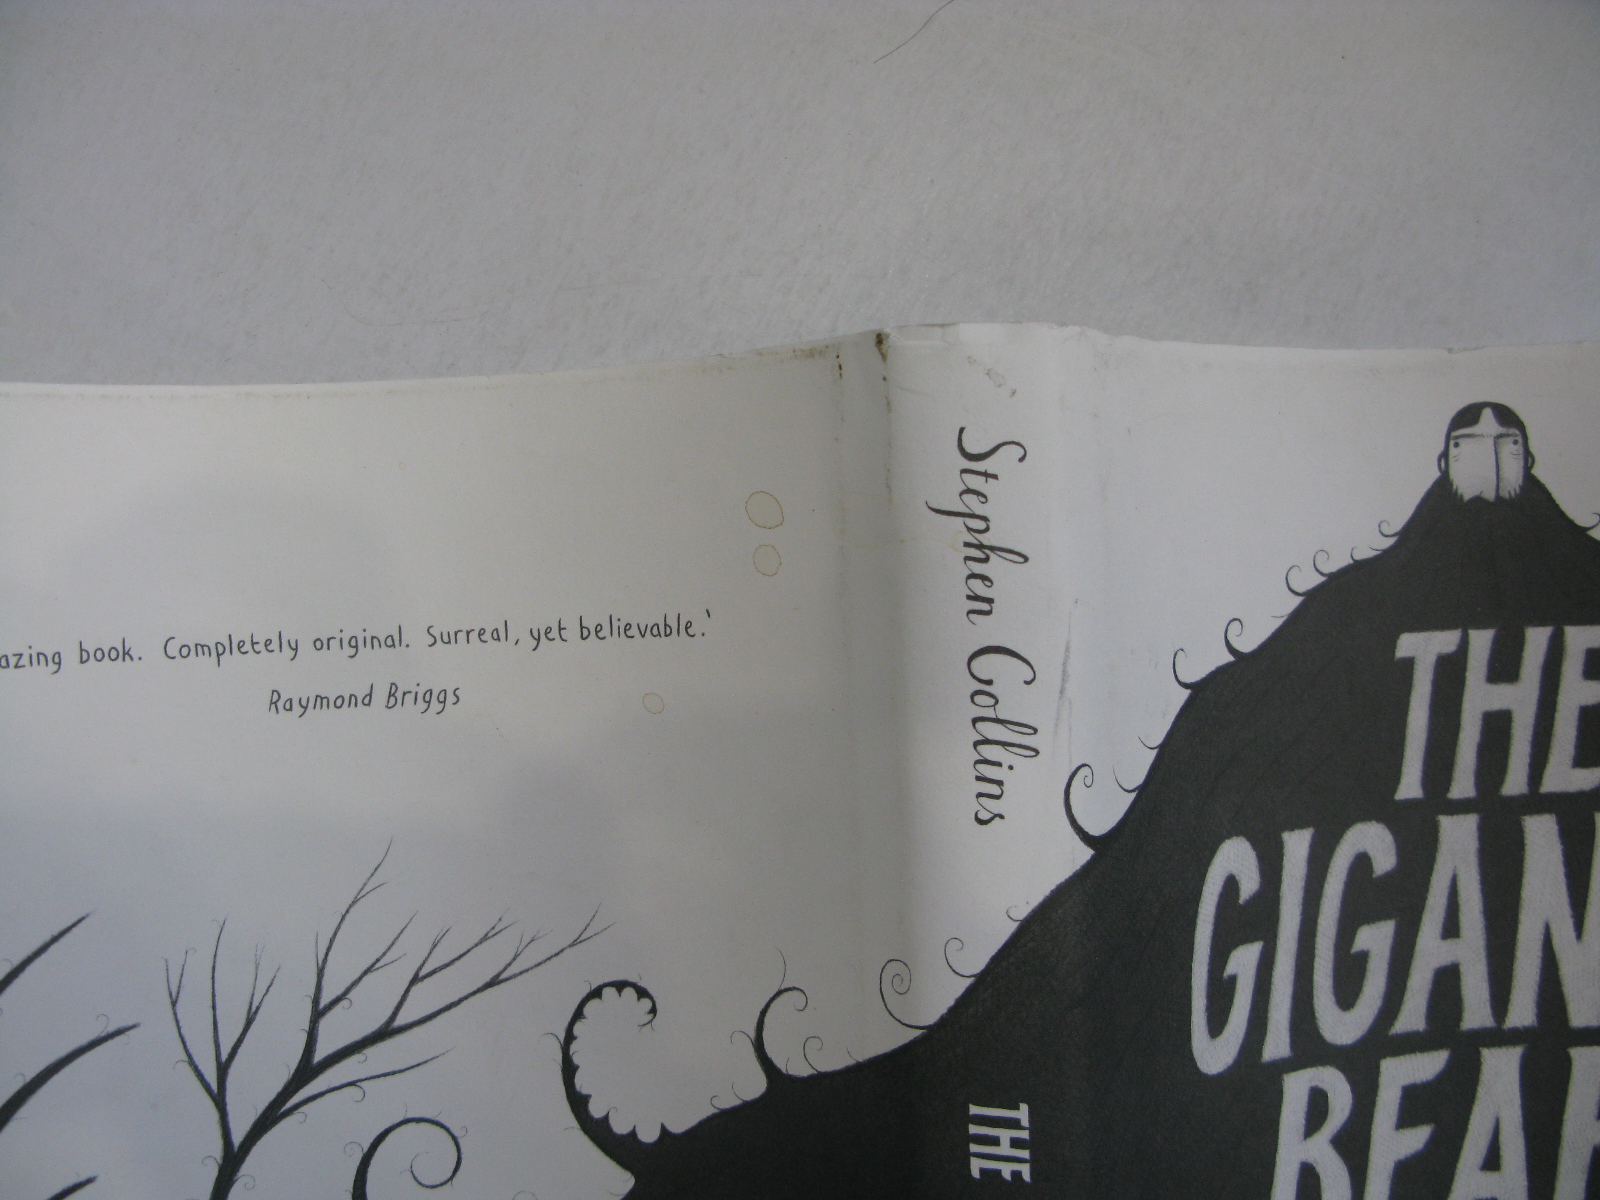 azing book. Completely original. Surreal, yet believable.'
Raymond Briggs
Stephen Collins
THE
THE
GIGAN
BEAR